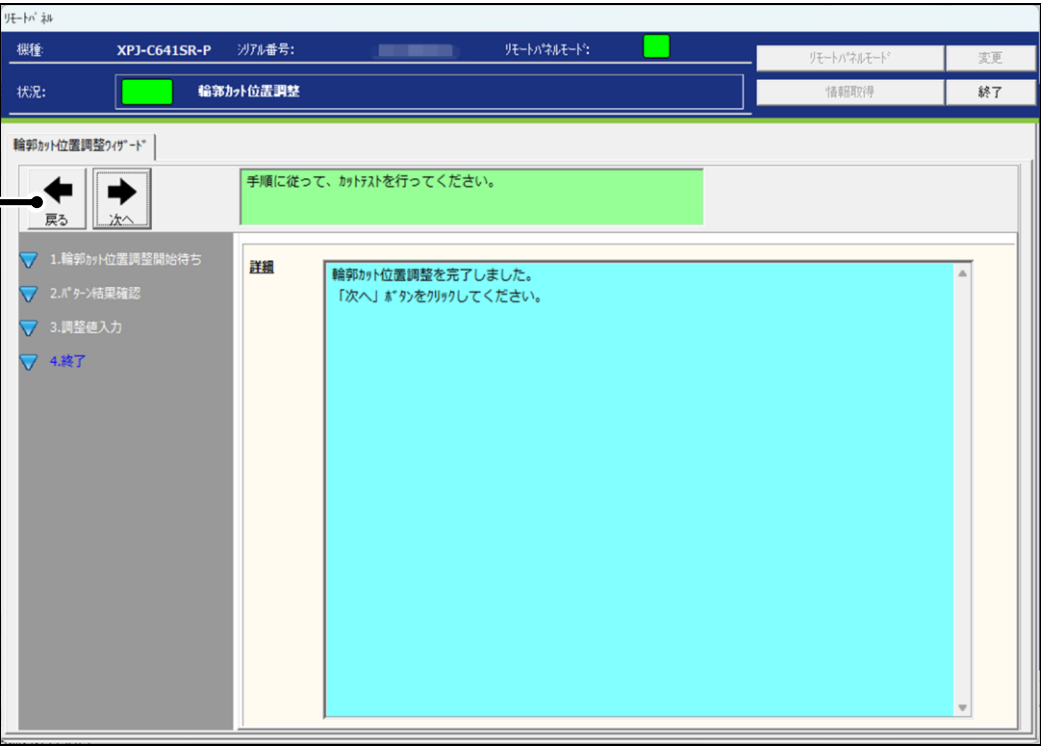 ﾘﾓｰﾄﾊﾟﾈﾙ
機種: XPJ-C641SR-P ｼﾘｱﾙ番号: ﾘﾓｰﾄﾊﾟﾈﾙﾓｰﾄﾞ: ﾘﾓｰﾄﾊﾟﾈﾙﾓｰﾄﾞ 変更
状況: 輪郭ｶｯﾄ位置調整 情報取得 終了
輪郭ｶｯﾄ位置調整ｳｨｻﾞｰﾄﾞ
戻る 次へ
手順に従って、ｶｯﾄﾃｽﾄを行ってください。
1.輪郭ｶｯﾄ位置調整開始待ち
2.ﾊﾟﾀｰﾝ結果確認
3.調整値入力
4.終了
詳細
輪郭ｶｯﾄ位置調整を完了しました。
「次へ」ﾎﾞﾀﾝをｸﾘｯｸしてください。